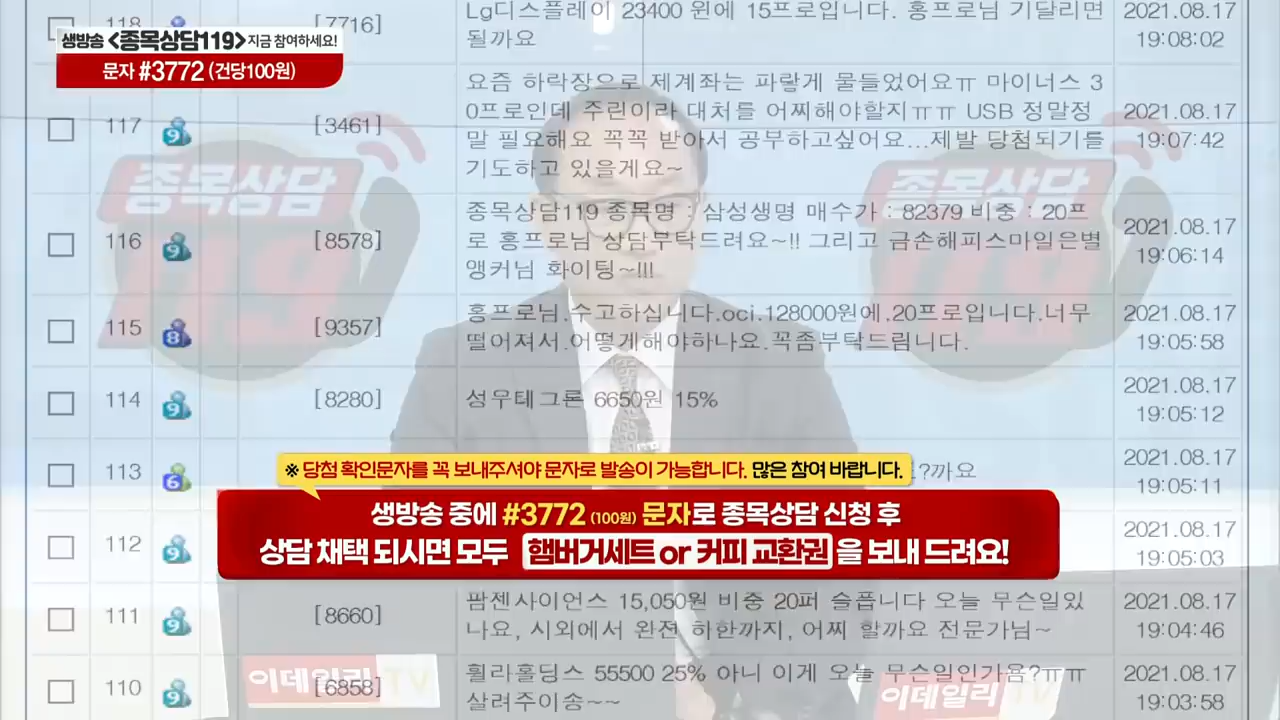 118
[7716]
Lg디스플레이 23400 원에 15프로입니다. 홍프로님 기달리면
될까요
2021.08.17
19:08:02
생방송 <종목상담119> 지금 참여하세요!
문자 #3772 (건당100원)
117
9
[3461]
요즘 하락장으로 제계좌는 파랗게 물들었어요ㅠ 마이너스 3
0프로인데 주린이라 대처를 어찌해야할지ㅠㅠ USB 정말정
말 필요해요 꼭꼭 받아서 공부하고싶어요...제발 당첨되기를
기도하고 있을게요~
2021.08.17
19:07:42
종목상담
119
종목상담
119
116
9
[8578]
종목상담119 종목명 : 삼성생명 매수가 : 82379 비중 : 20프
로 홍프로님 상담부탁드려요~!! 그리고 금손해피스마일은별
앵커님 화이팅~!!!
2021.08.17
19:06:14
115
8
[9357]
홍프로님.수고하십니다.oci.128000원에.20프로입니다.너무
떨어져서.어떻게해야하나요.꼭좀부탁드립니다.
2021.08.17
19:05:58
114
9
[8280]
성우테그론 6650원 15%
2021.08.17
19:05:12
113
6
?까요
2021.08.17
19:05:11
※ 당첨 확인문자를 꼭 보내주셔야 문자로 발송이 가능합니다. 많은 참여 바랍니다.
생방송 중에 #3772 (100원) 문자로 종목상담 신청 후
상담 채택 되시면 모두 햄버거세트 or 커피 교환권 을 보내 드려요!
112
9
2021.08.17
19:05:03
111
9
[8660]
팜젠사이언스 15,050원 비중 20퍼 슬픕니다 오늘 무슨일있
나요, 시외에서 완전 하한까지, 어찌 할까요 전문가님~
2021.08.17
19:04:46
110
9
[6858]
휠라홀딩스 55500 25% 아니 이게 오늘 무슨일인가욤?ㅠㅠ
살려주이송~~
2021.08.17
19:03:58
이데일리 TV
이데일리 TV